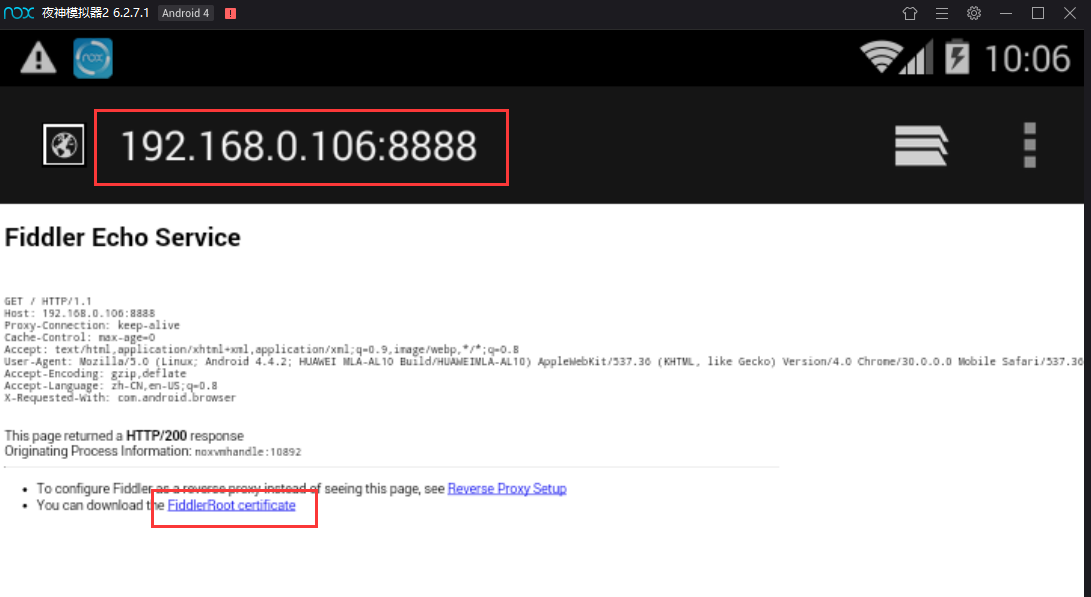 nox 夜神模拟器2 6.2.7.1 Android 4
nox 10:06
192.168.0.106:8888
Fiddler Echo Service
GET / HTTP/1.1
Host: 192.168.0.106:8888
Proxy-Connection: keep-alive
Cache-Control: max-age=0
Accept: text/html,application/xhtml+xml,application/xml;q=0.9,image/webp,*/*;q=0.8
User-Agent: Mozilla/5.0 (Linux; Android 4.4.2; HUAWEI MLA-AL10 Build/HUAWEIMLA-AL10) AppleWebKit/537.36 (KHTML, like Gecko) Version/4.0 Chrome/30.0.0.0 Mobile Safari/537.36
Accept-Encoding: gzip,deflate
Accept-Language: zh-CN,en-US;q=0.8
X-Requested-With: com.android.browser
This page returned a HTTP/200 response
Originating Process Information: noxvmhandle:10892
• To configure Fiddler as a reverse proxy instead of seeing this page, see Reverse Proxy Setup
• You can download the FiddlerRoot certificate